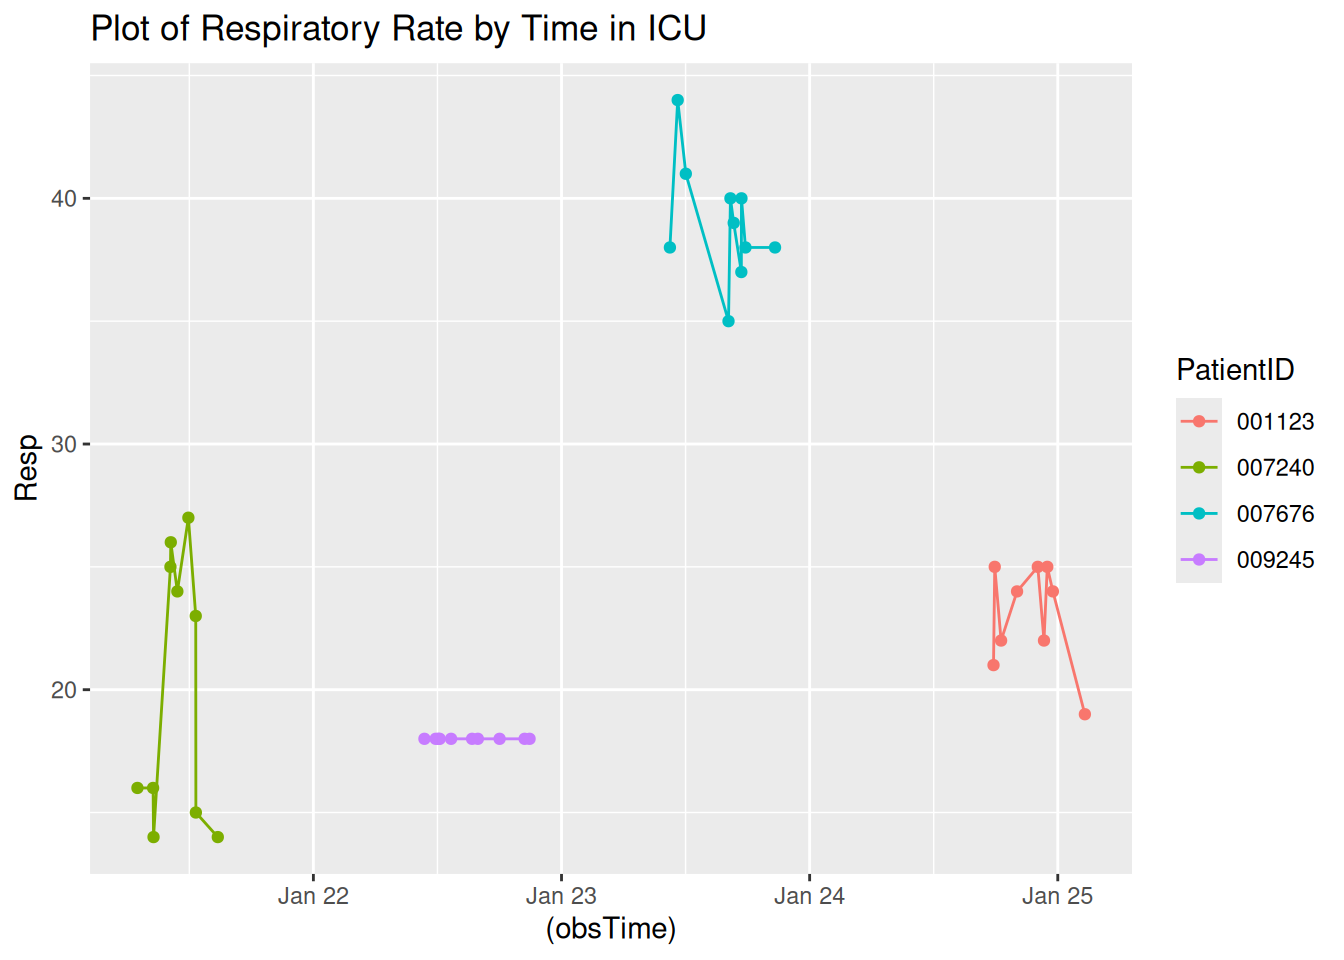 Plot of Respiratory Rate by Time in ICU
40
30
20
Resp
Jan 22
Jan 23
Jan 24
Jan 25
(obsTime)
PatientID
001123
007240
007676
009245